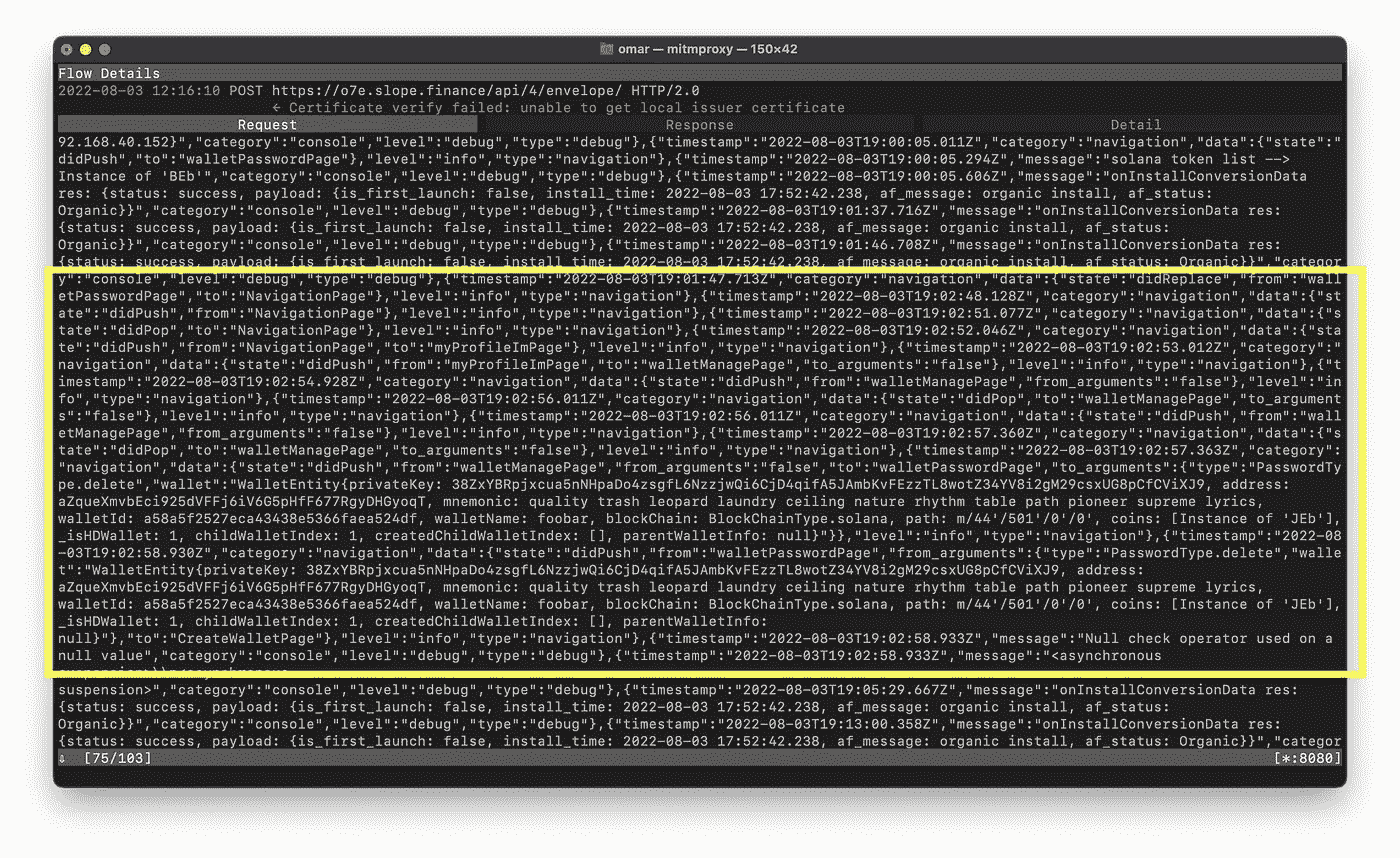 omar — mitmproxy — 150×42
Flow Details
2022-08-03 12:16:10 POST https://o7e.slope.finance/api/4/envelope/ HTTP/2.0
← Certificate verify failed: unable to get local issuer certificate
Request Response Detail
92.168.40.152}","category":"console","level":"debug","type":"debug"},{"timestamp":"2022-08-03T19:00:05.011Z","category":"navigation","data":{"state":"
didPush","to":"walletPasswordPage"},"level":"info","type":"navigation"},{"timestamp":"2022-08-03T19:00:05.294Z","message":"solana token list -->
Instance of 'BEb'","category":"console","level":"debug","type":"debug"},{"timestamp":"2022-08-03T19:00:05.606Z","message":"onInstallConversionData
res: {status: success, payload: {is_first_launch: false, install_time: 2022-08-03 17:52:42.238, af_message: organic install, af_status:
Organic}}","category":"console","level":"debug","type":"debug"},{"timestamp":"2022-08-03T19:01:37.716Z","message":"onInstallConversionData res:
{status: success, payload: {is_first_launch: false, install_time: 2022-08-03 17:52:42.238, af_message: organic install, af_status:
Organic}}","category":"console","level":"debug","type":"debug"},{"timestamp":"2022-08-03T19:01:46.708Z","message":"onInstallConversionData res:
{status: success, payload: {is_first_launch: false, install_time: 2022-08-03 17:52:42.238, af_message: organic install, af_status: Organic}}","categor
y":"console","level":"debug","type":"debug"},{"timestamp":"2022-08-03T19:01:47.713Z","category":"navigation","data":{"state":"didReplace","from":"wall
etPasswordPage","to":"NavigationPage"},"level":"info","type":"navigation"},{"timestamp":"2022-08-03T19:02:48.128Z","category":"navigation","data":{"st
ate":"didPush","from":"NavigationPage"},"level":"info","type":"navigation"},{"timestamp":"2022-08-03T19:02:51.077Z","category":"navigation","data":{"s
tate":"didPop","to":"NavigationPage"},"level":"info","type":"navigation"},{"timestamp":"2022-08-03T19:02:52.046Z","category":"navigation","data":{"sta
te":"didPush","from":"NavigationPage","to":"myProfileImPage"},"level":"info","type":"navigation"},{"timestamp":"2022-08-03T19:02:53.012Z","category":"
navigation","data":{"state":"didPush","from":"myProfileImPage","to":"walletManagePage","to_arguments":"false"},"level":"info","type":"navigation"},{"t
imestamp":"2022-08-03T19:02:54.928Z","category":"navigation","data":{"state":"didPush","from":"walletManagePage","from_arguments":"false"},"level":"in
fo","type":"navigation"},{"timestamp":"2022-08-03T19:02:56.011Z","category":"navigation","data":{"state":"didPop","to":"walletManagePage","to_argument
s":"false"},"level":"info","type":"navigation"},{"timestamp":"2022-08-03T19:02:56.011Z","category":"navigation","data":{"state":"didPush","from":"wall
etManagePage","from_arguments":"false"},"level":"info","type":"navigation"},{"timestamp":"2022-08-03T19:02:57.360Z","category":"navigation","data":{"s
tate":"didPop","to":"walletManagePage","to_arguments":"false"},"level":"info","type":"navigation"},{"timestamp":"2022-08-03T19:02:57.363Z","category":
"navigation","data":{"state":"didPush","from":"walletManagePage","from_arguments":"false","to":"walletPasswordPage","to_arguments":{"type":"PasswordTy
pe.delete","wallet":"WalletEntity{privateKey: 38ZxYBRpjxcua5nNHpaDo4zsgfL6NzzjwQi6CjD4qifA5JAmbKvFEzzTL8wotZ34YV8i2gM29csxUG8pCfCViXJ9, address:
aZqueXmvbEci925dVFFj6iV6G5pHfF677RgyDHGyoqT, mnemonic: quality trash leopard laundry ceiling nature rhythm table path pioneer supreme lyrics,
walletId: a58a5f2527eca43438e5366faea524df, walletName: foobar, blockChain: BlockChainType.solana, path: m/44'/501'/0'/0', coins: [Instance of 'JEb'],
_isHDWallet: 1, childWalletIndex: 1, createdChildWalletIndex: [], parentWalletInfo: null}"}},"level":"info","type":"navigation"},{"timestamp":"2022-08
-03T19:02:58.930Z","category":"navigation","data":{"state":"didPush","from":"walletPasswordPage","from_arguments":{"type":"PasswordType.delete","walle
t":"WalletEntity{privateKey: 38ZxYBRpjxcua5nNHpaDo4zsgfL6NzzjwQi6CjD4qifA5JAmbKvFEzzTL8wotZ34YV8i2gM29csxUG8pCfCViXJ9, address:
aZqueXmvbEci925dVFFj6iV6G5pHfF677RgyDHGyoqT, mnemonic: quality trash leopard laundry ceiling nature rhythm table path pioneer supreme lyrics,
walletId: a58a5f2527eca43438e5366faea524df, walletName: foobar, blockChain: BlockChainType.solana, path: m/44'/501'/0'/0', coins: [Instance of 'JEb'],
_isHDWallet: 1, childWalletIndex: 1, createdChildWalletIndex: [], parentWalletInfo:
null}"},"to":"CreateWalletPage"},"level":"info","type":"navigation"},{"timestamp":"2022-08-03T19:02:58.933Z","message":"Null check operator used on a
null value","category":"console","level":"debug","type":"debug"},{"timestamp":"2022-08-03T19:02:58.933Z","message":"<asynchronous
suspension>","category":"console","level":"debug","type":"debug"},{"timestamp":"2022-08-03T19:05:29.667Z","message":"onInstallConversionData res:
{status: success, payload: {is_first_launch: false, install_time: 2022-08-03 17:52:42.238, af_message: organic install, af_status:
Organic}}","category":"console","level":"debug","type":"debug"},{"timestamp":"2022-08-03T19:13:00.358Z","message":"onInstallConversionData res:
{status: success, payload: {is_first_launch: false, install_time: 2022-08-03 17:52:42.238, af_message: organic install, af_status: Organic}}","categor
⇩ [75/103] [*:8080]